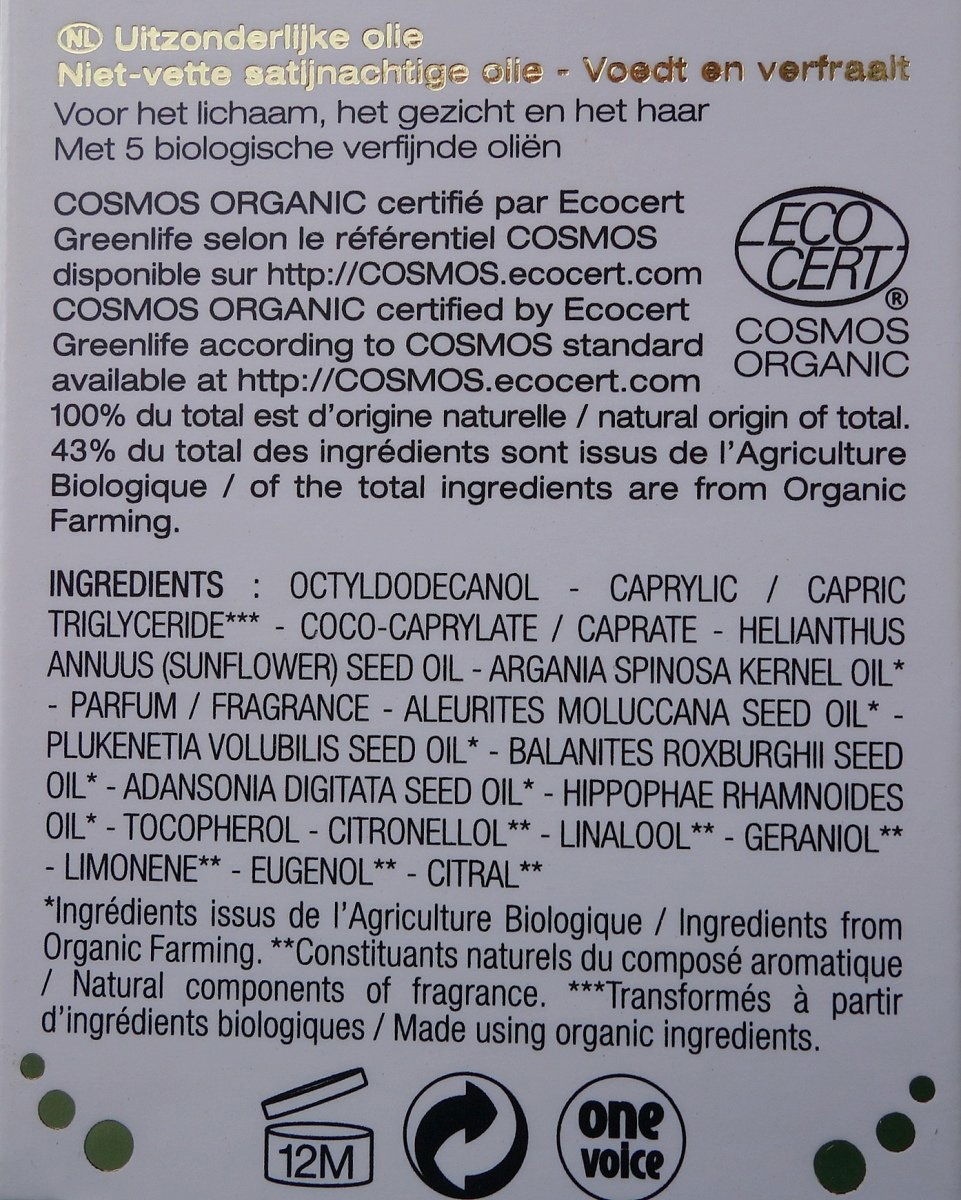 NL Uitzonderlijke olie
Niet-vette satijnachtige olie - Voedt en verfraait
Voor het lichaam, het gezicht en het haar
Met 5 biologische verfijnde oliën
COSMOS ORGANIC certifié par Ecocert
Greenlife selon le référentiel COSMOS
disponible sur http://COSMOS.ecocert.com
COSMOS ORGANIC certified by Ecocert
Greenlife according to COSMOS standard
available at http://COSMOS.ecocert.com
ECO
CERT
®
COSMOS
ORGANIC
100% du total est d'origine naturelle / natural origin of total.
43% du total des ingrédients sont issus de l'Agriculture
Biologique / of the total ingredients are from Organic
Farming.
INGREDIENTS : OCTYLDODECANOL - CAPRYLIC / CAPRIC
TRIGLYCERIDE*** - COCO-CAPRYLATE / CAPRATE - HELIANTHUS
ANNUUS (SUNFLOWER) SEED OIL - ARGANIA SPINOSA KERNEL OIL*
- PARFUM / FRAGRANCE - ALEURITES MOLUCCANA SEED OIL* -
PLUKENETIA VOLUBILIS SEED OIL* - BALANITES ROXBURGHII SEED
OIL* - ADANSONIA DIGITATA SEED OIL* - HIPPOPHAE RHAMNOIDES
OIL* - TOCOPHEROL - CITRONELLOL** - LINALOOL** - GERANIOL**
- LIMONENE** - EUGENOL** - CITRAL**
*Ingrédients issus de l'Agriculture Biologique / Ingredients from
Organic Farming. **Constituants naturels du composé aromatique
/ Natural components of fragrance. ***Transformés à partir
d'ingrédients biologiques / Made using organic ingredients.
12M
one
voice